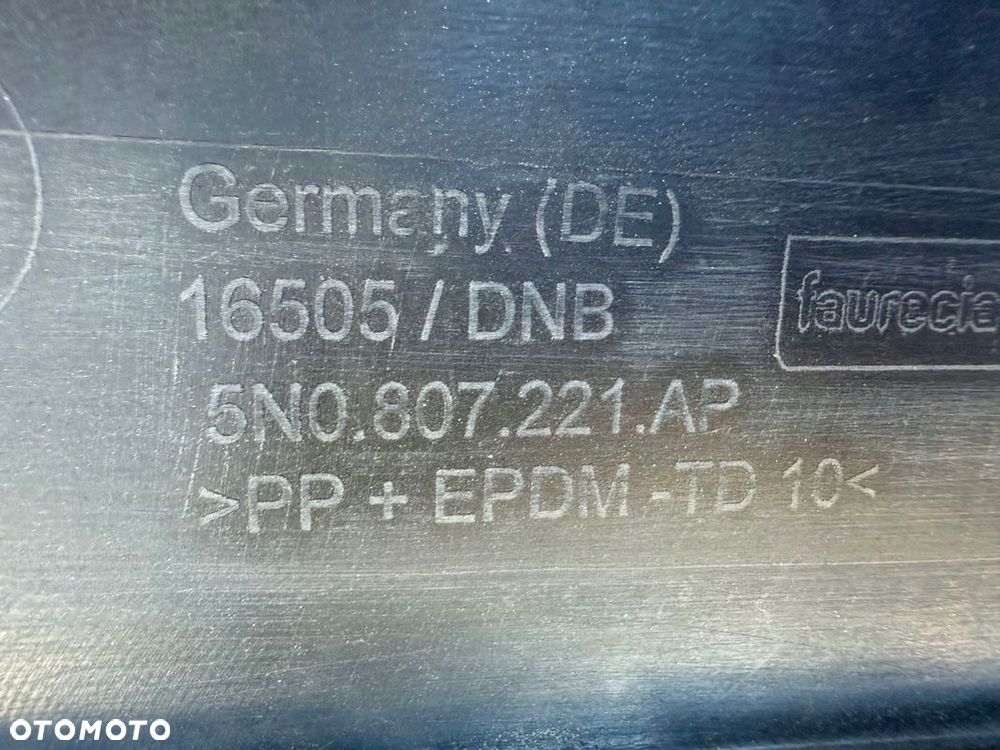 Germany (DE)
16505 / DNB
faurecia
5N0.807.221.AP
>PP + EPDM -TD 10<
OTOMOTO